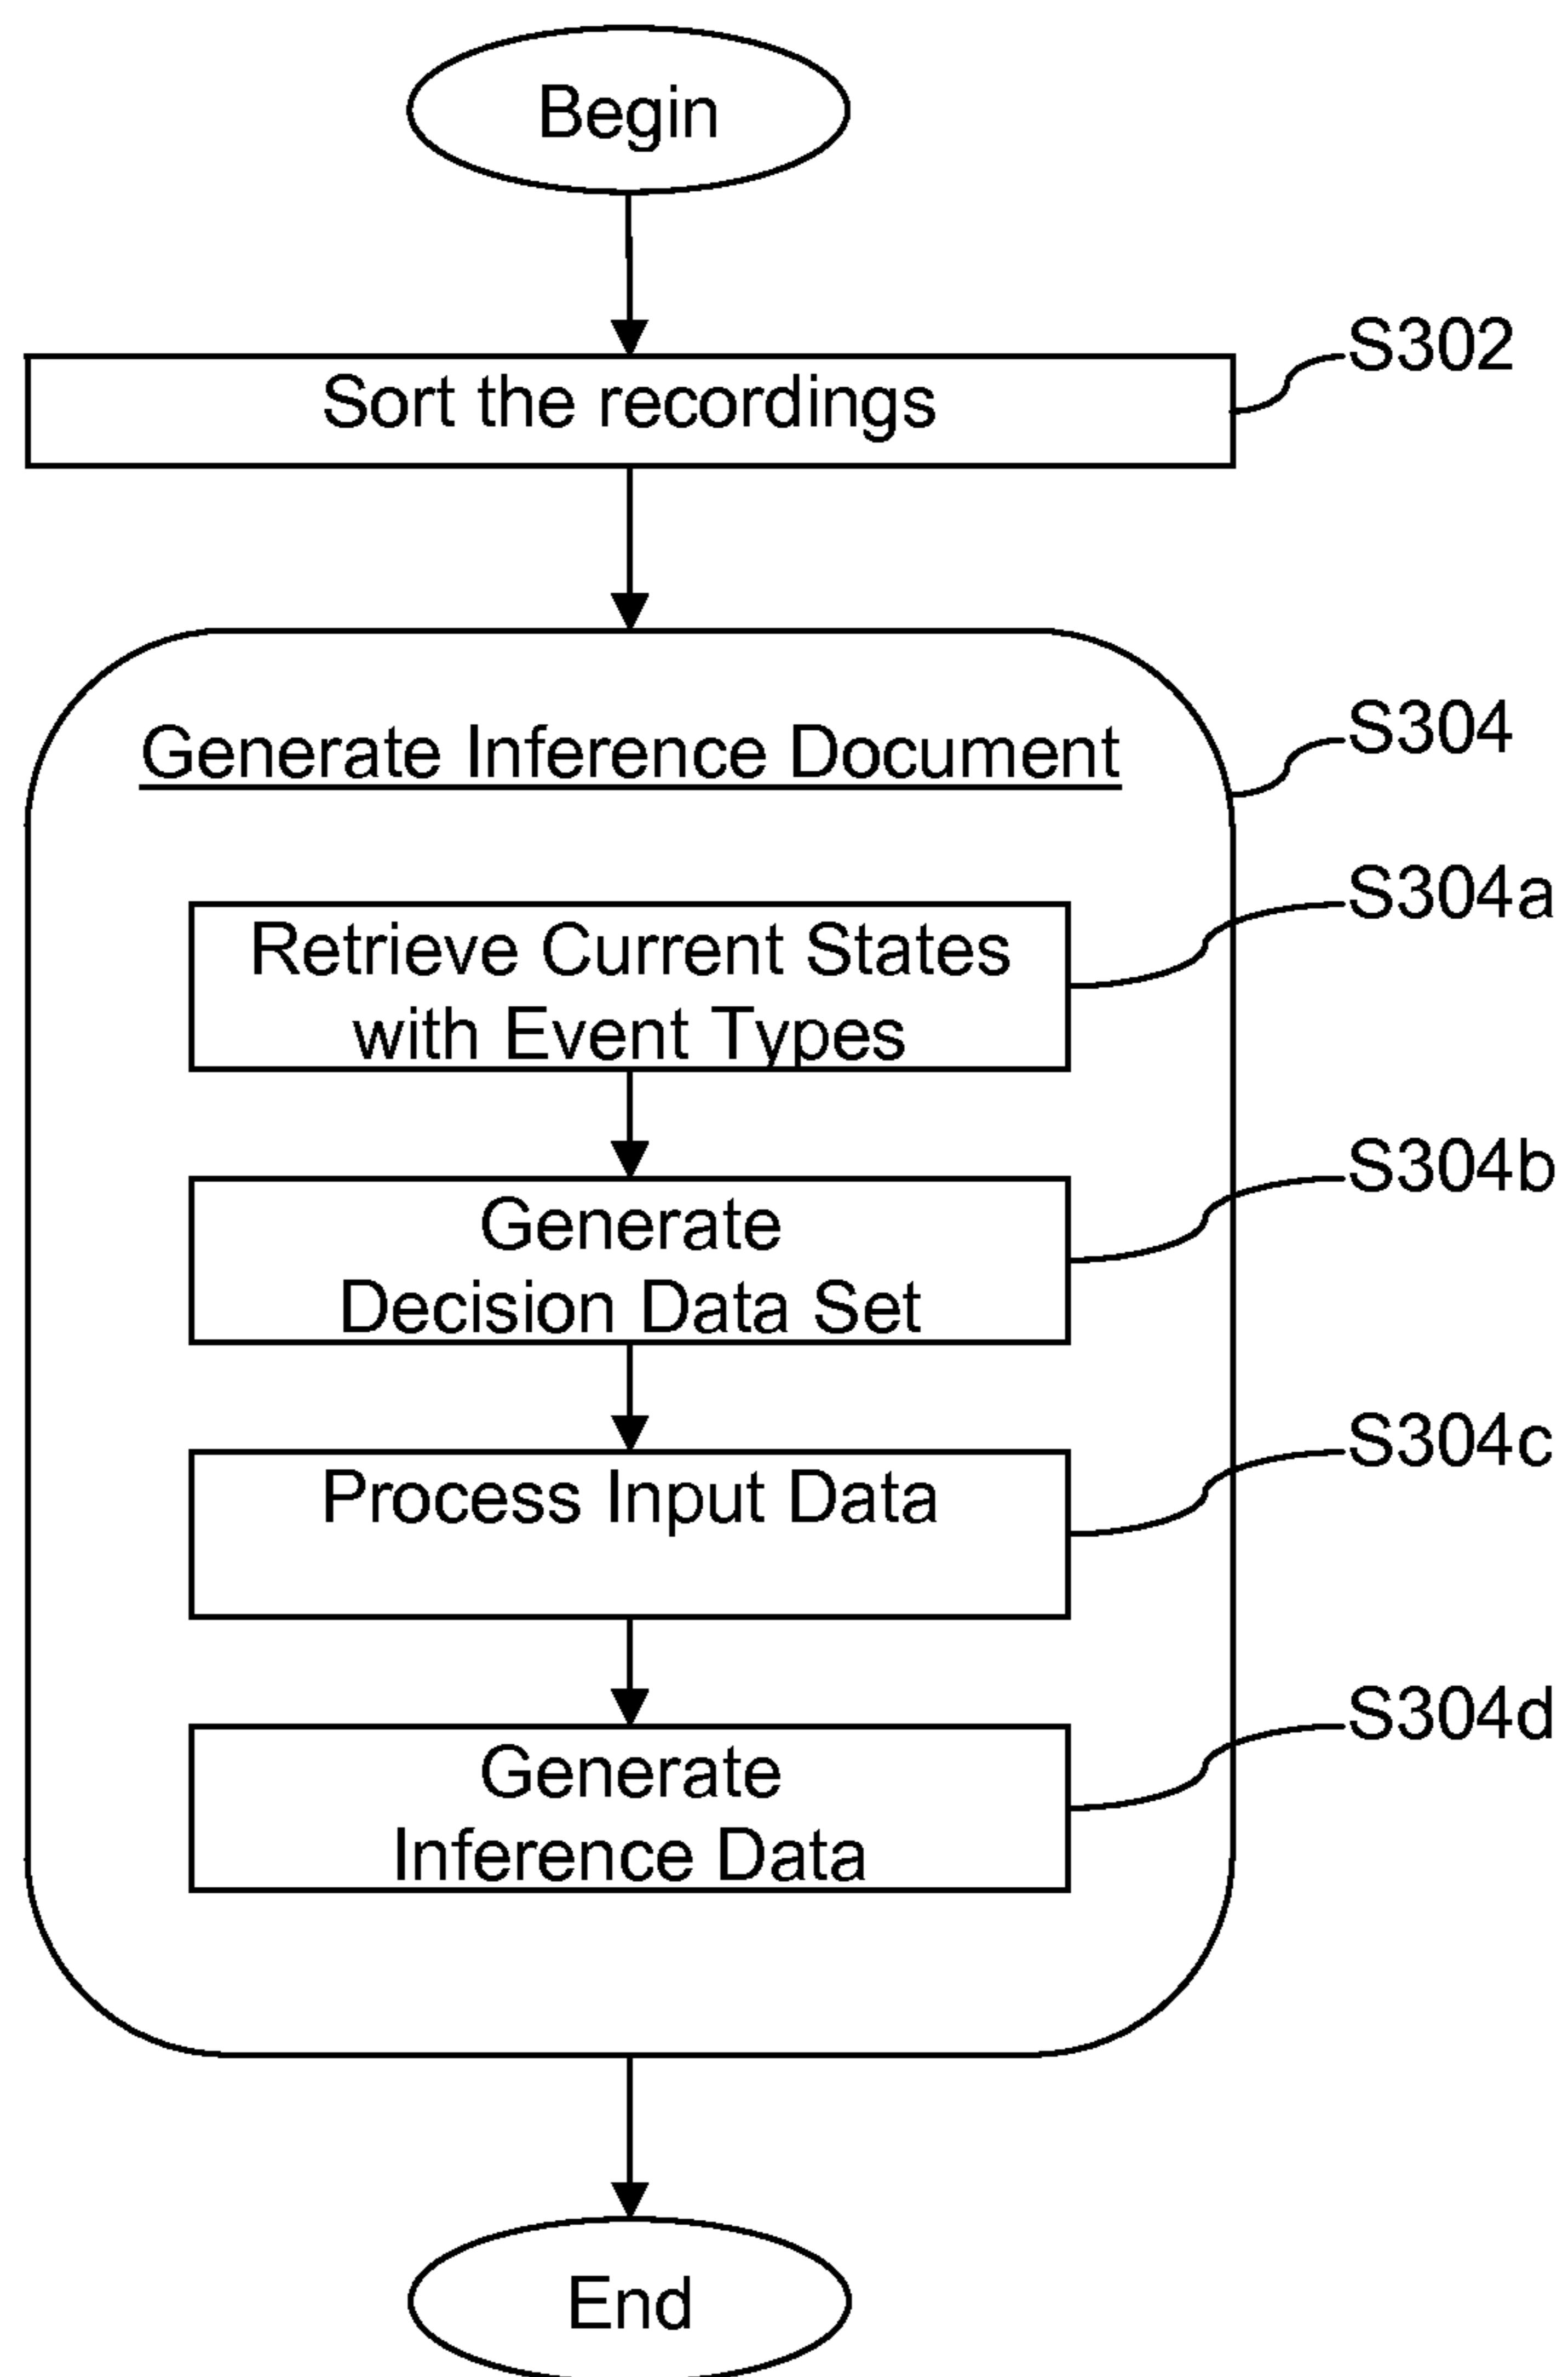 Begin
Sort the recordings
S302
Generate Inference Document
S304
Retrieve Current States
with Event Types
S304a
Generate
Decision Data Set
S304b
Process Input Data
S304c
Generate
Inference Data
S304d
End